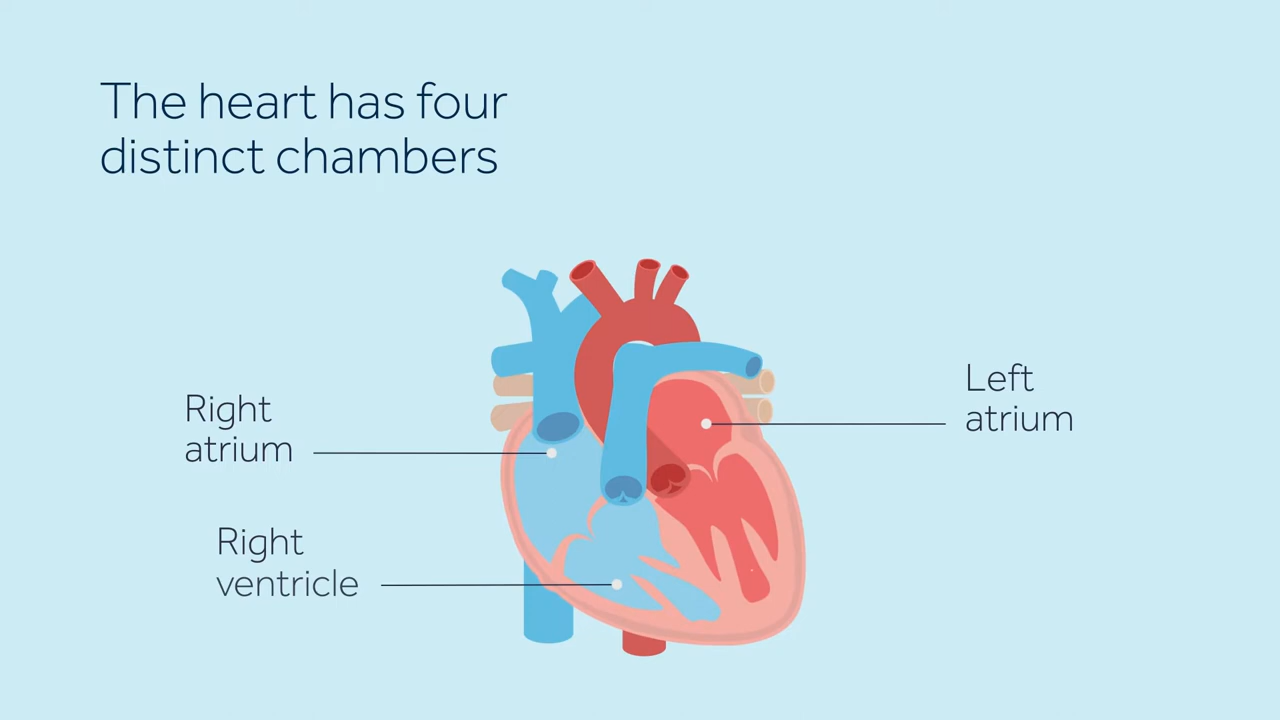 The heart has four
distinct chambers
Left
atrium
Right
atrium
Right
ventricle